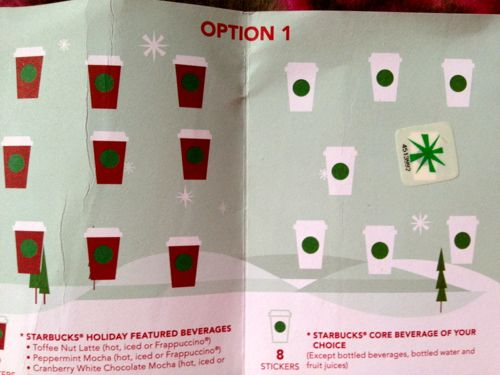 OPTION 1
4513862
* STARBUCKS® HOLIDAY FEATURED BEVERAGES
• Toffee Nut Latte (hot, iced or Frappuccino®)
• Peppermint Mocha (hot, iced or Frappuccino®)
• Cranberry White Chocolate Mocha (hot, iced or
8
STICKERS
* STARBUCKS® CORE BEVERAGE OF YOUR
CHOICE
(Except bottled beverages, bottled water and
fruit juices)